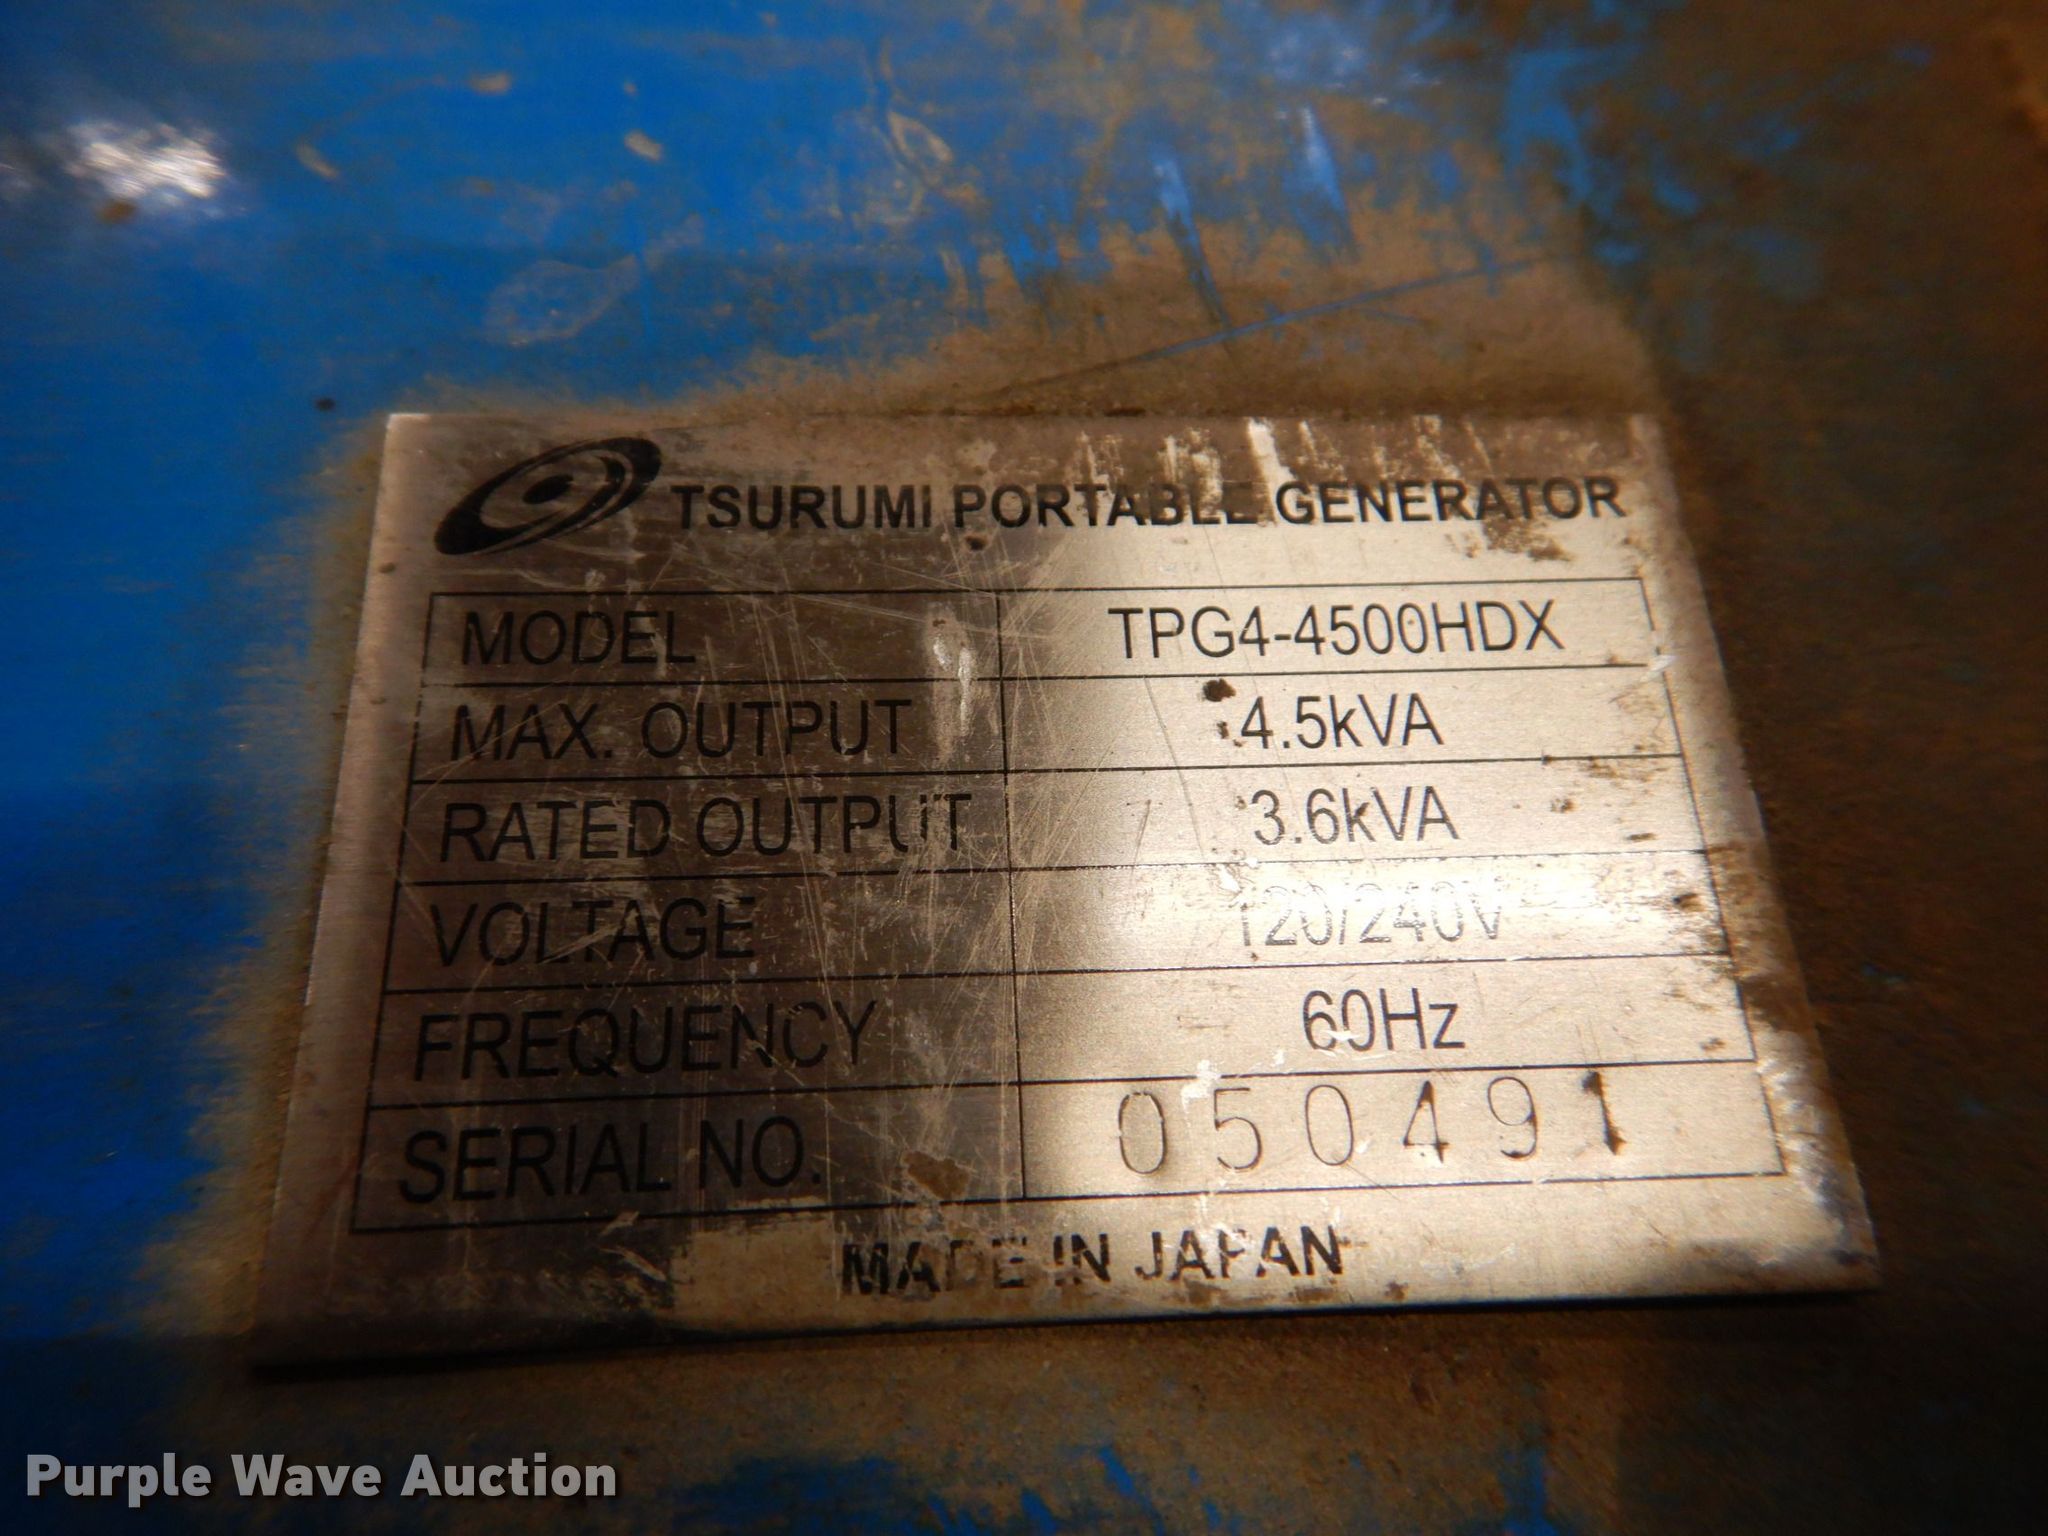 TSURUMI PORTABLE GENERATOR
MODEL TPG4-4500HDX
MAX. OUTPUT 4.5kVA
RATED OUTPUT 3.6kVA
VOLTAGE 120/240V
FREQUENCY 60Hz
SERIAL NO. 050491
MADE IN JAPAN
Purple Wave Auction